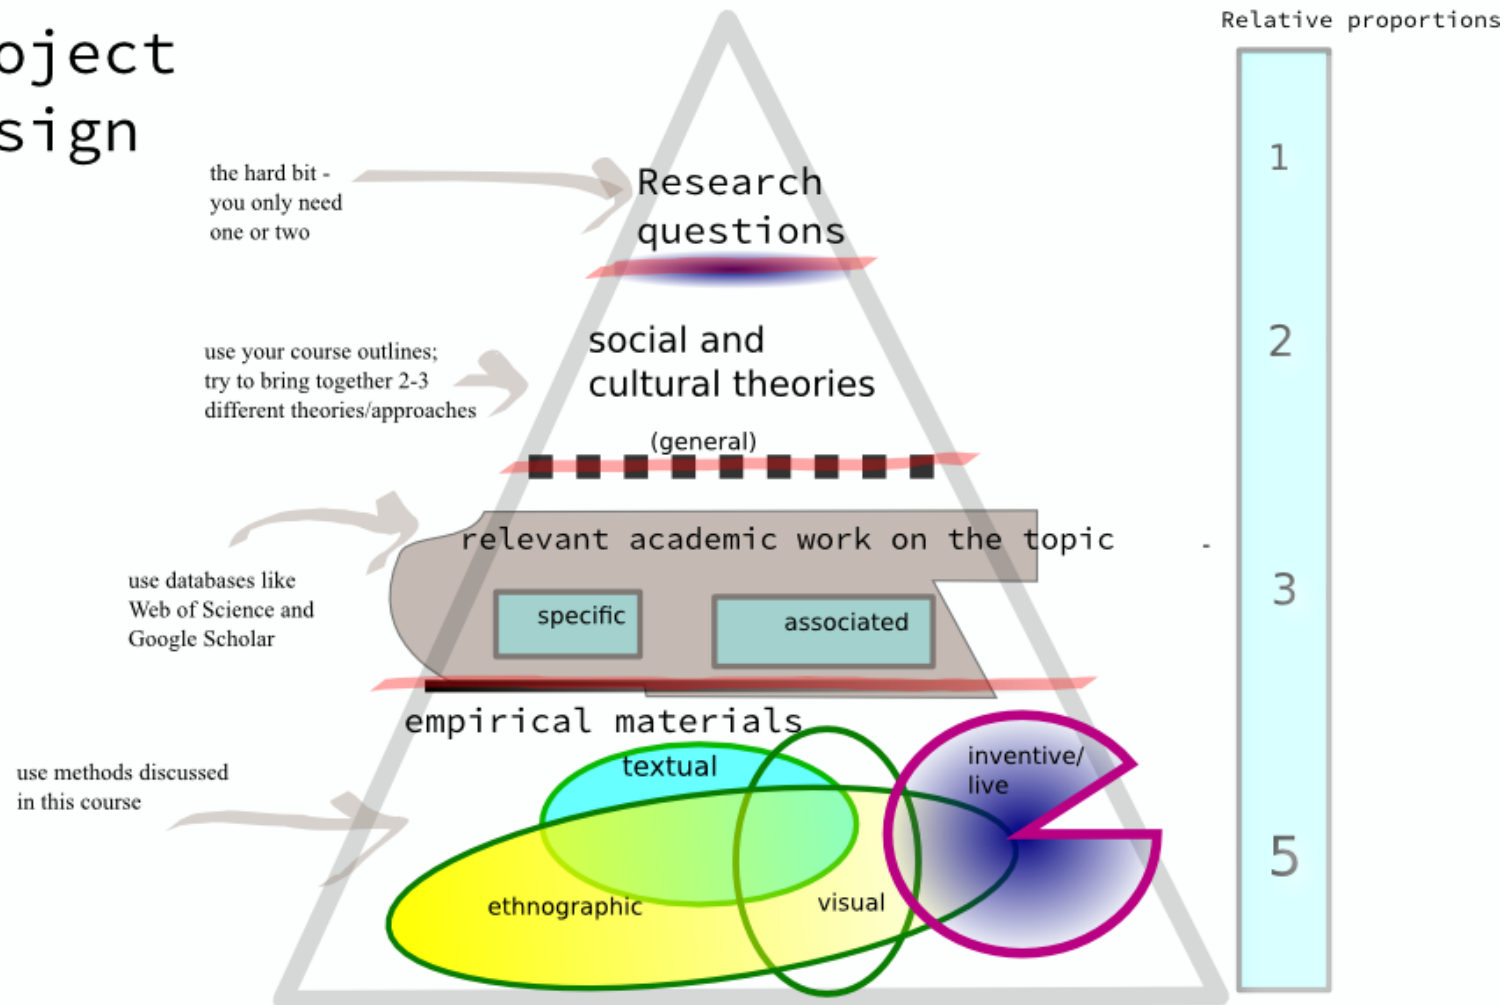 oject
sign
Relative proportions
the hard bit -
you only need
one or two
Research
questions
1
use your course outlines;
try to bring together 2-3
different theories/approaches
social and
cultural theories
(general)
2
use databases like
Web of Science and
Google Scholar
relevant academic work on the topic
-
specific
associated
3
empirical materials
use methods discussed
in this course
textual
inventive/
live
ethnographic
visual
5